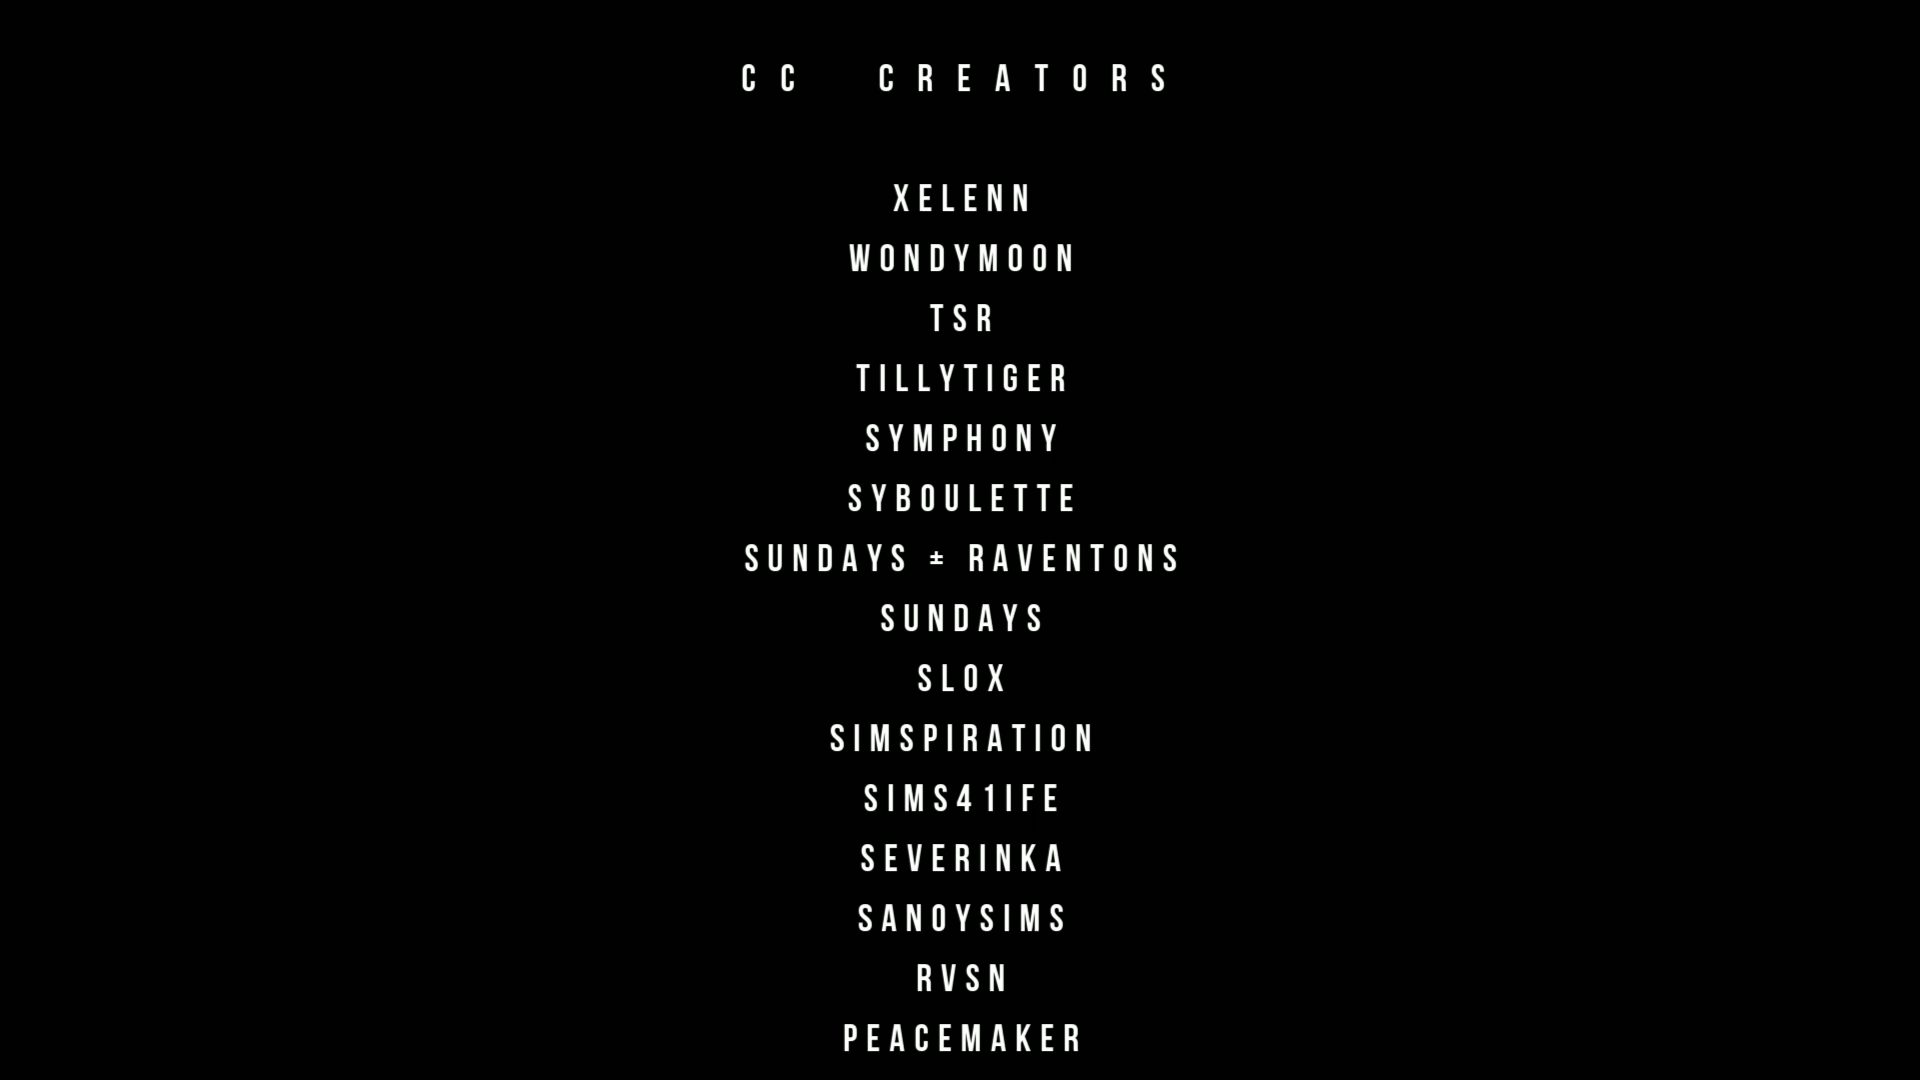 CC CREATORS
XELENN
WONDYMOON
TSR
TILLYTIGER
SYMPHONY
SYBOULETTE
SUNDAYS ± RAVENTONS
SUNDAYS
SLOX
SIMSPIRATION
SIMS41IFE
SEVERINKA
SANOYSIMS
RVSN
PEACEMAKER